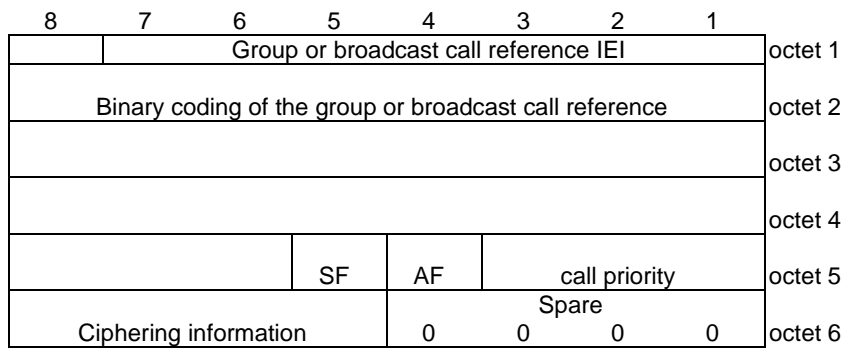 8 7 6 5 4 3 2 1
Group or broadcast call reference IEI octet 1
Binary coding of the group or broadcast call reference octet 2
octet 3
octet 4
SF AF call priority octet 5
Spare
Ciphering information 0 0 0 0 octet 6